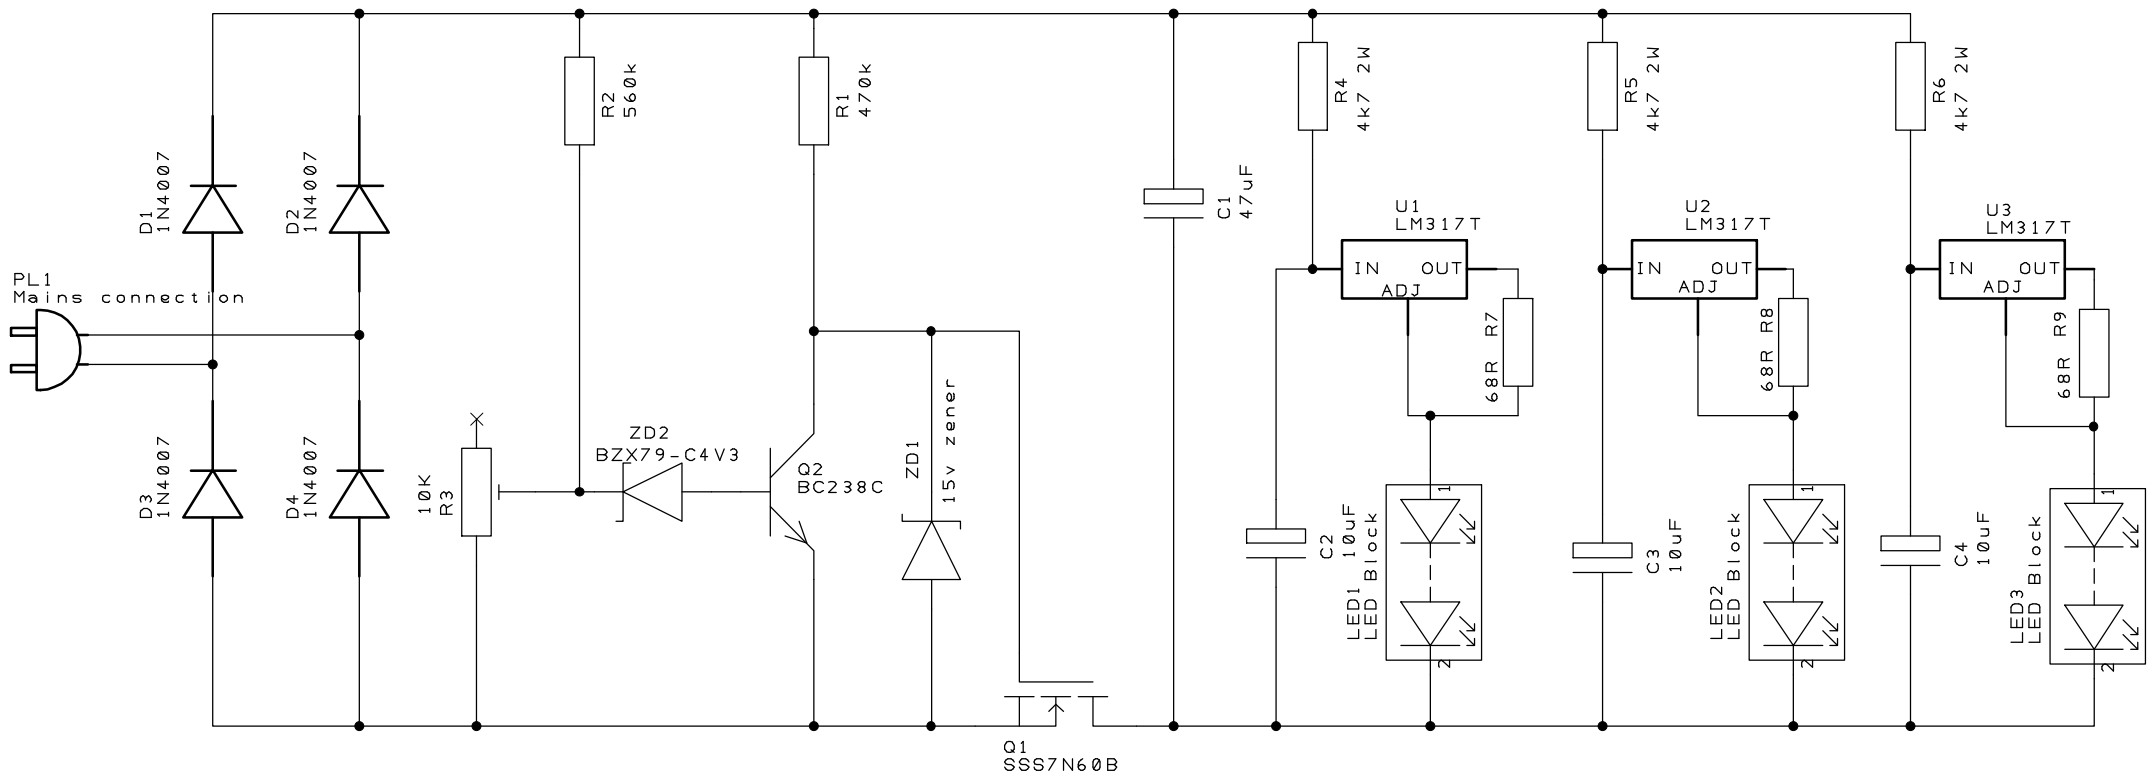 PL1
Mains connection
D1
1N4007
D2
1N4007
D3
1N4007
D4
1N4007
R2
560k
R1
470k
10K
R3
ZD2
BZX79-C4V3
Q2
BC238C
ZD1
15v zener
Q1
SSS7N60B
C1
47uF
R4
4k7 2W
R5
4k7 2W
R6
4k7 2W
U1
LM317T
IN
OUT
ADJ
U2
LM317T
IN
OUT
ADJ
U3
LM317T
IN
OUT
ADJ
68R R7
68R R8
68R R9
C2
10uF
C3
10uF
C4
10uF
LED1
LED Block
1
2
LED2
LED Block
1
2
LED3
LED Block
1
2